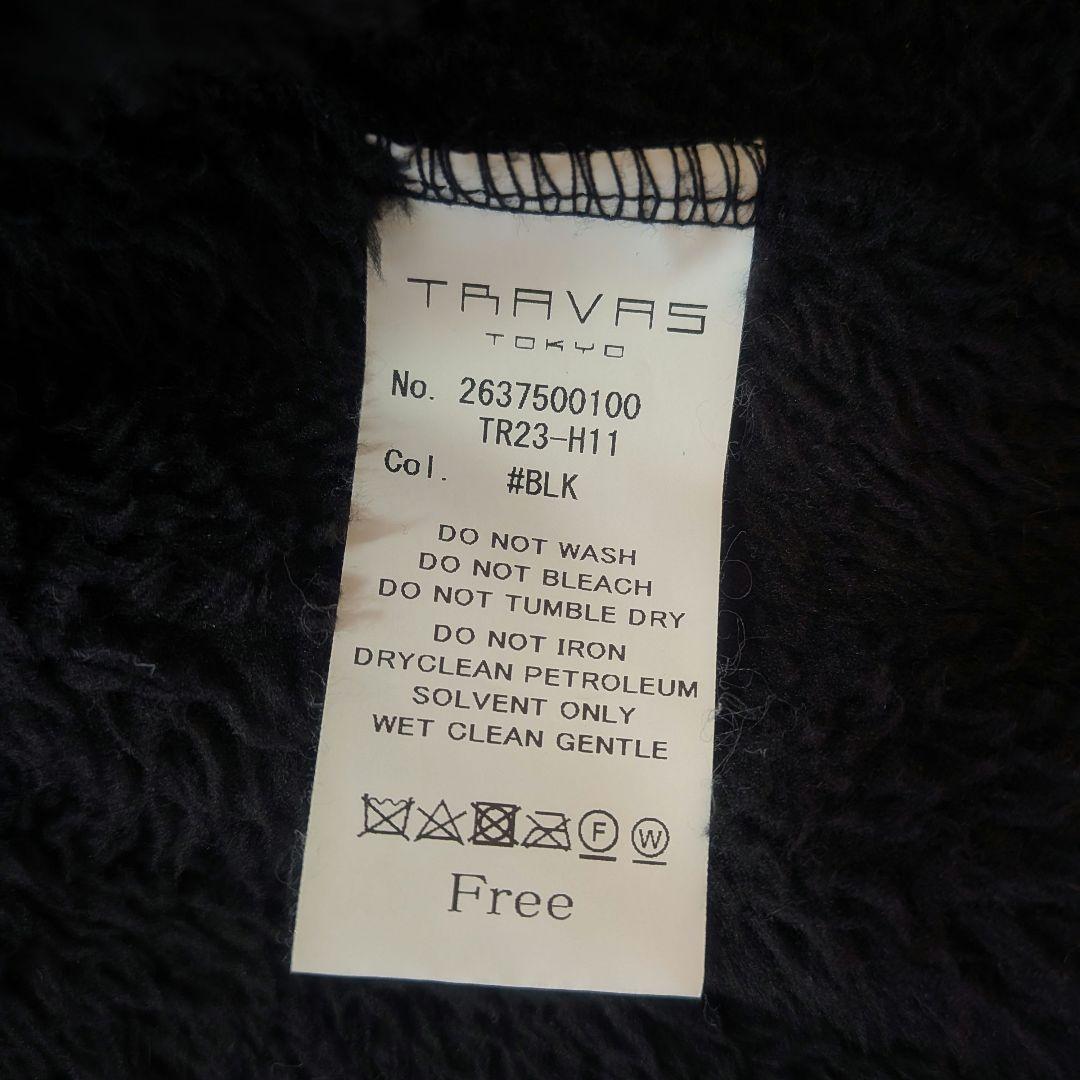 TRAVAS
TOKYO
No. 2637500100
TR23-H11
Col. #BLK
DO NOT WASH
DO NOT BLEACH
DO NOT TUMBLE DRY
DO NOT IRON
DRYCLEAN PETROLEUM
SOLVENT ONLY
WET CLEAN GENTLE
F W
Free